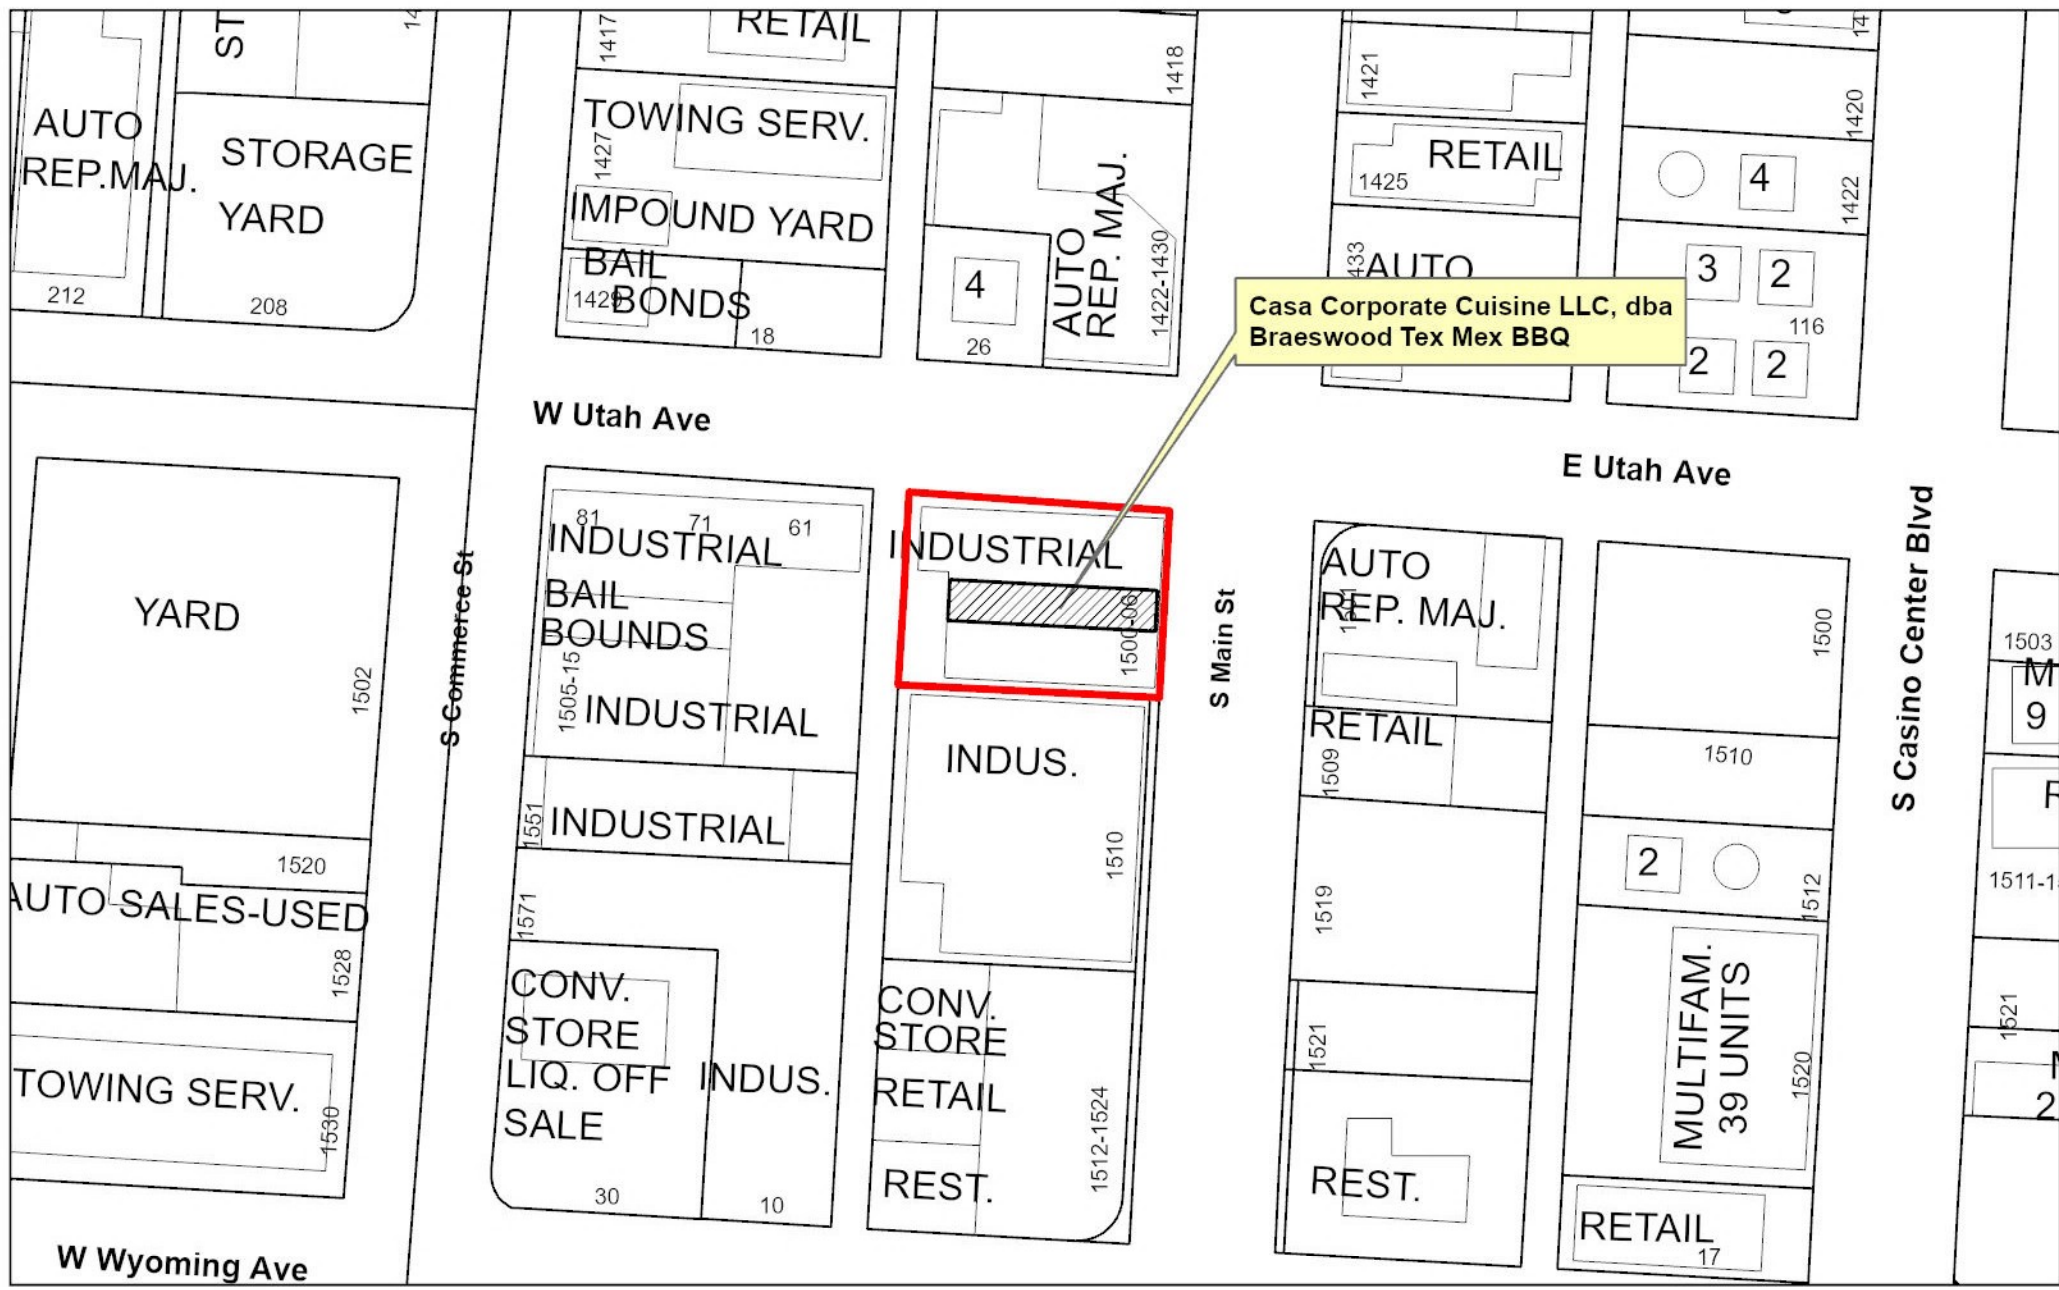 RETAIL
1417
1418
1421
1420
AUTO
REP.MAJ.
STORAGE
YARD
212
208
TOWING SERV.
1427
IMPOUND YARD
BAIL
BONDS
1429
18
4
26
AUTO
REP. MAJ.
1422-1430
RETAIL
1425
4
1422
AUTO
3
2
116
2
2
Casa Corporate Cuisine LLC, dba
Braeswood Tex Mex BBQ
W Utah Ave
E Utah Ave
S Commerce St
S Main St
S Casino Center Blvd
YARD
1502
81
71
61
INDUSTRIAL
BAIL
BOUNDS
1505-15
INDUSTRIAL
INDUSTRIAL
1500-06
AUTO
REP. MAJ.
1500
1503
9
RETAIL
1509
1510
INDUS.
1510
1551
INDUSTRIAL
1520
AUTO SALES-USED
1528
1571
1519
2
1512
CONV.
STORE
LIQ. OFF
SALE
30
INDUS.
10
CONV.
STORE
RETAIL
REST.
1512-1524
1521
REST.
MULTIFAM.
39 UNITS
1520
1521
2
TOWING SERV.
1530
RETAIL
17
W Wyoming Ave